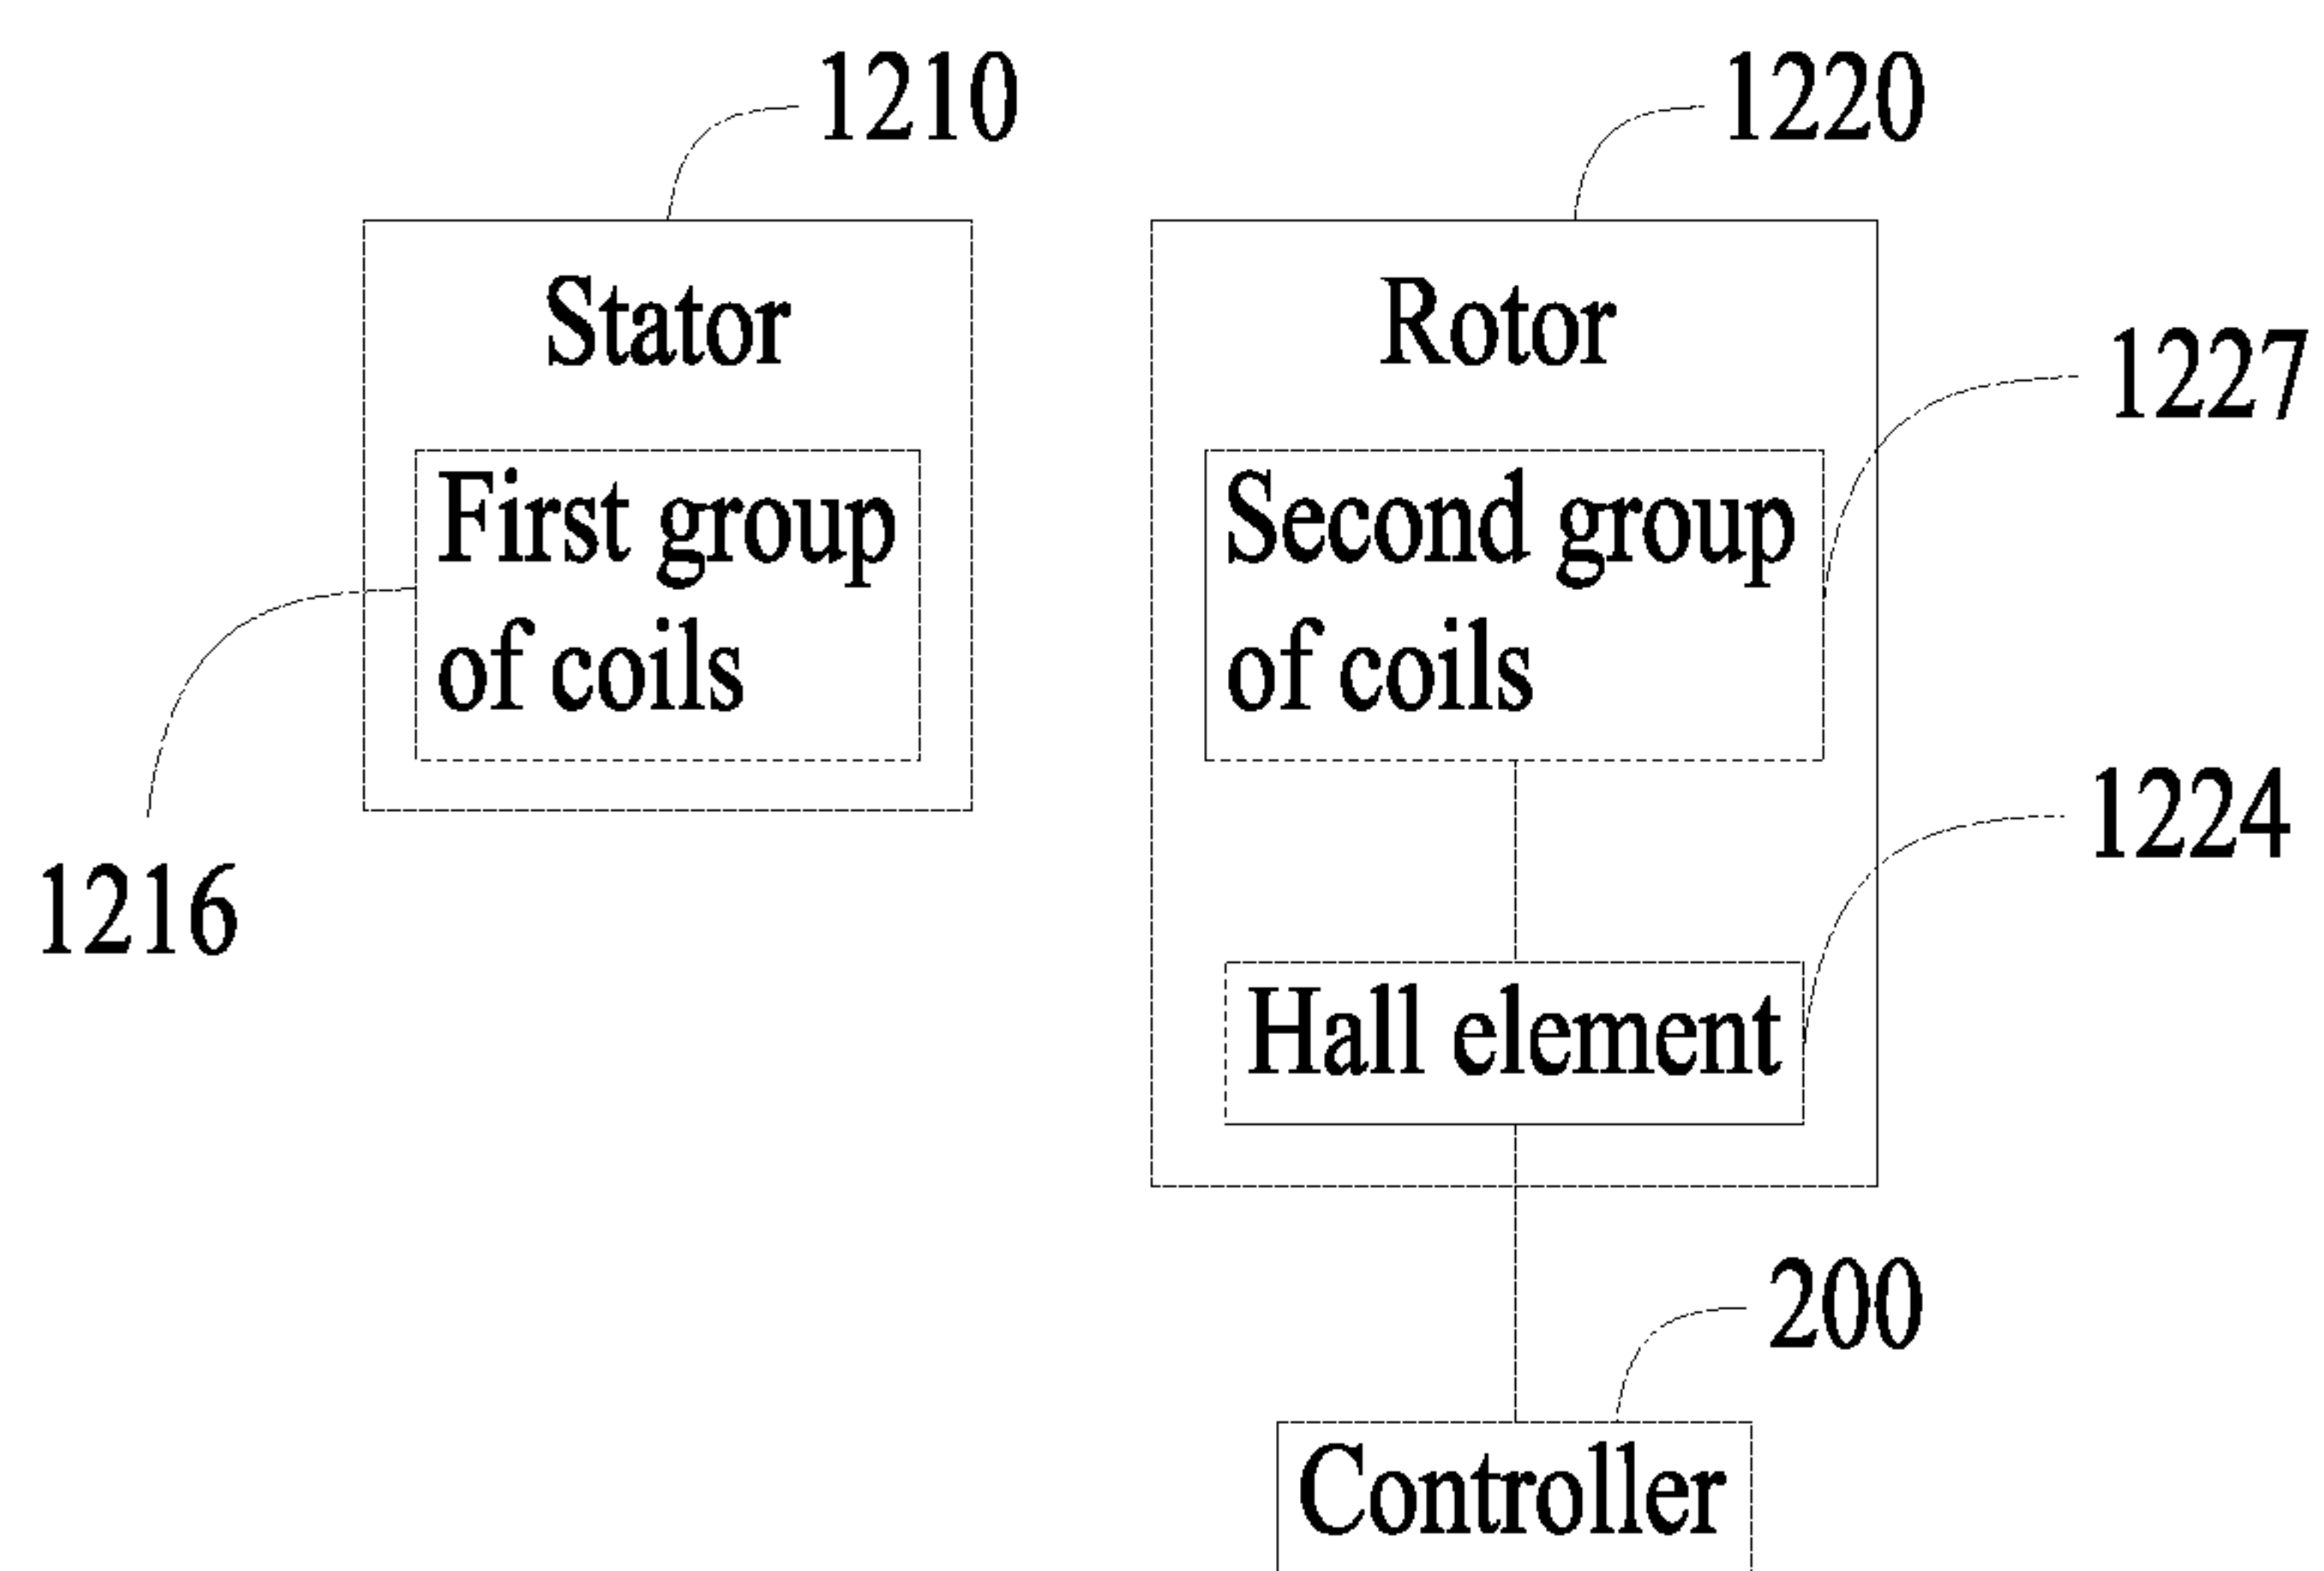 1210
1220
Stator
Rotor
1227
First group
of coils
Second group
of coils
1224
1216
Hall element
200
Controller